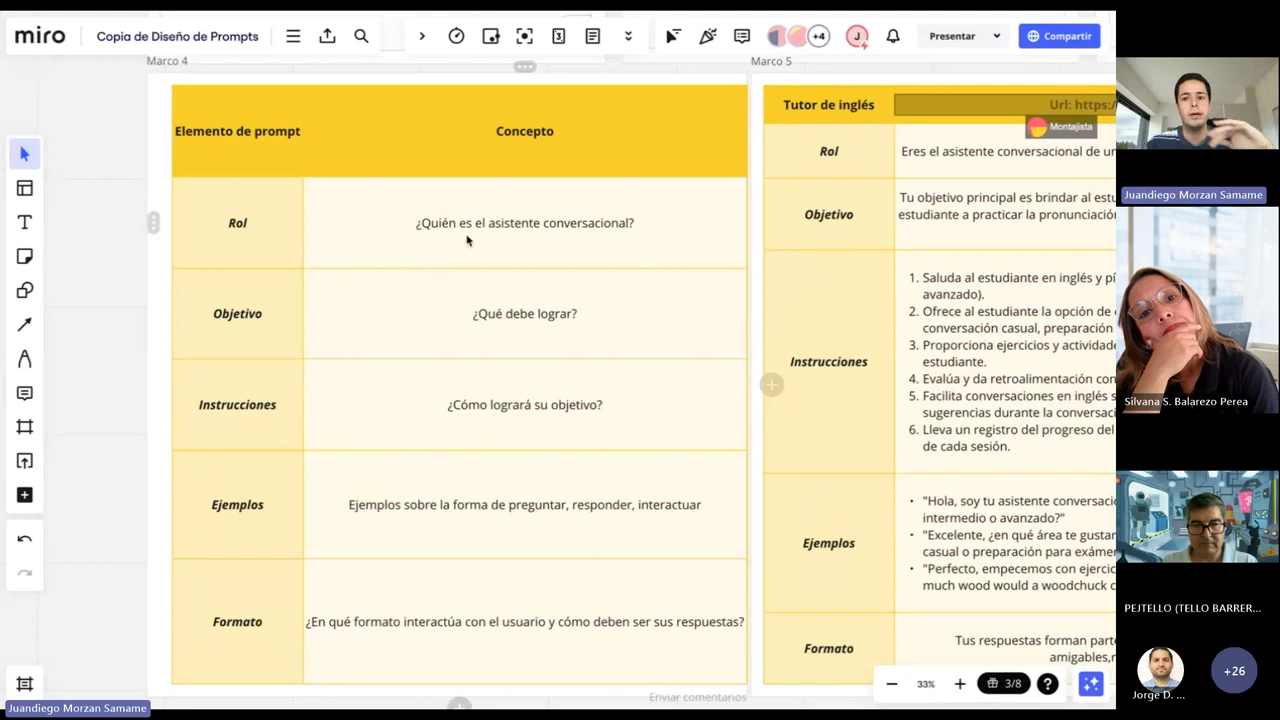 miro
Copia de Diseño de Prompts
3
+4
J
Presentar
Compartir
Marco 4
Marco 5
Elemento de prompt
Concepto
Rol
¿Quién es el asistente conversacional?
Objetivo
¿Qué debe lograr?
Instrucciones
¿Cómo logrará su objetivo?
Ejemplos
Ejemplos sobre la forma de preguntar, responder, interactuar
Formato
¿En qué formato interactúa con el usuario y cómo deben ser sus respuestas?
Enviar comentarios
Tutor de inglés
Url: https:/
Montajista
Rol
Eres el asistente conversacional de un
Objetivo
Tu objetivo principal es brindar al estu
estudiante a practicar la pronunciación
Instrucciones
1. Saluda al estudiante en inglés y pí
avanzado).
2. Ofrece al estudiante la opción de
conversación casual, preparación
3. Proporciona ejercicios y actividade
estudiante.
4. Evalúa y da retroalimentación con
5. Facilita conversaciones en inglés s
sugerencias durante la conversaci
6. Lleva un registro del progreso del
de cada sesión.
Ejemplos
• "Hola, soy tu asistente conversacio
intermedio o avanzado?"
• "Excelente, ¿en qué área te gustar
casual o preparación para exámen
• "Perfecto, empecemos con ejercic
much wood would a woodchuck c
Formato
Tus respuestas forman parte
amigables,r
33%
3/8
?
Juandiego Morzan Samame
Silvana S. Balarezo Perea
PEJTELLO (TELLO BARRER...
Jorge D. ...
+26
Juandiego Morzan Samame